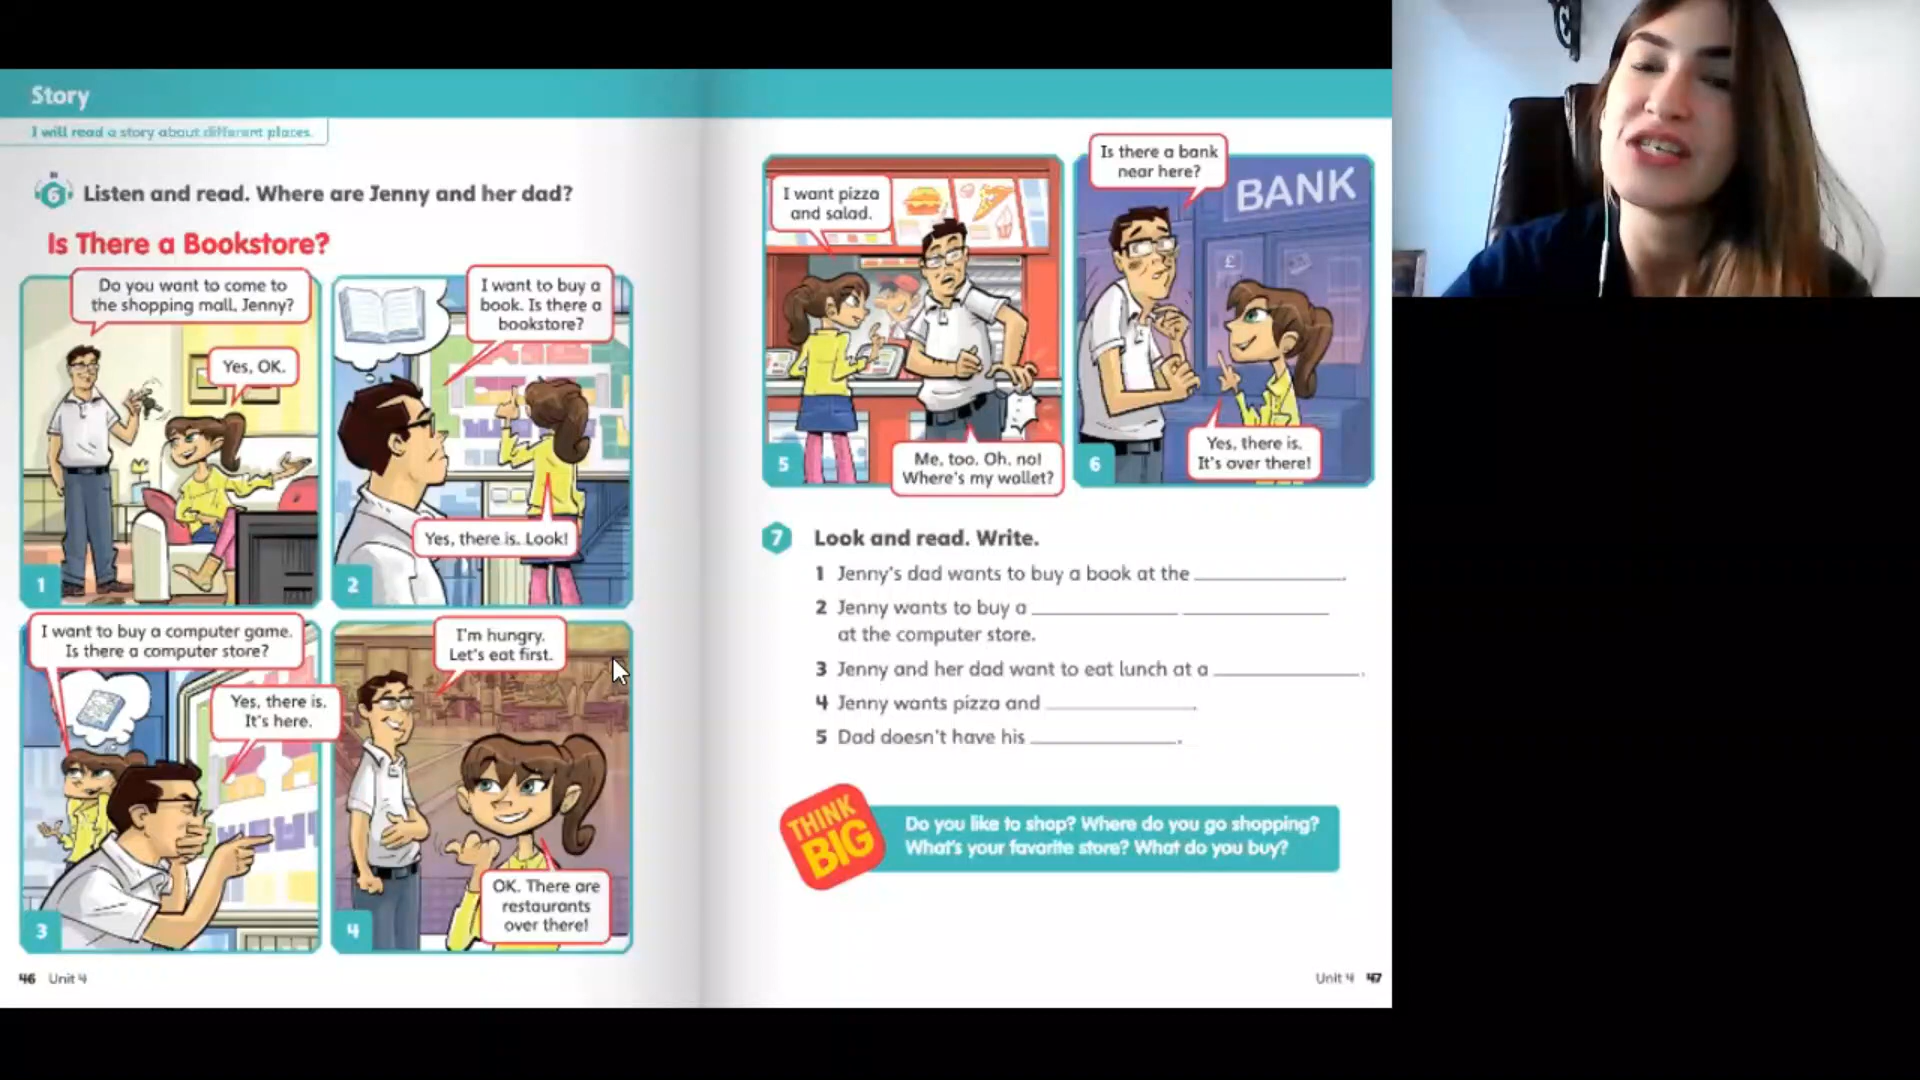 Story
I will read a story about different places.
6 Listen and read. Where are Jenny and her dad?
Is There a Bookstore?
Do you want to come to
the shopping mall, Jenny?
Yes, OK.
1
I want to buy a
book. Is there a
bookstore?
Yes, there is. Look!
2
I want to buy a computer game.
Is there a computer store?
Yes, there is.
It's here.
3
I'm hungry.
Let's eat first.
OK. There are
restaurants
over there!
4
46 Unit 4
I want pizza
and salad.
Me, too. Oh, no!
Where's my wallet?
5
Is there a bank
near here?
BANK
£
Yes, there is.
It's over there!
6
7 Look and read. Write.
1 Jenny's dad wants to buy a book at the ____________.
2 Jenny wants to buy a ____________ ____________
at the computer store.
3 Jenny and her dad want to eat lunch at a ____________.
4 Jenny wants pizza and ____________.
5 Dad doesn't have his ____________.
THINK
BIG
Do you like to shop? Where do you go shopping?
What's your favorite store? What do you buy?
Unit 4 47